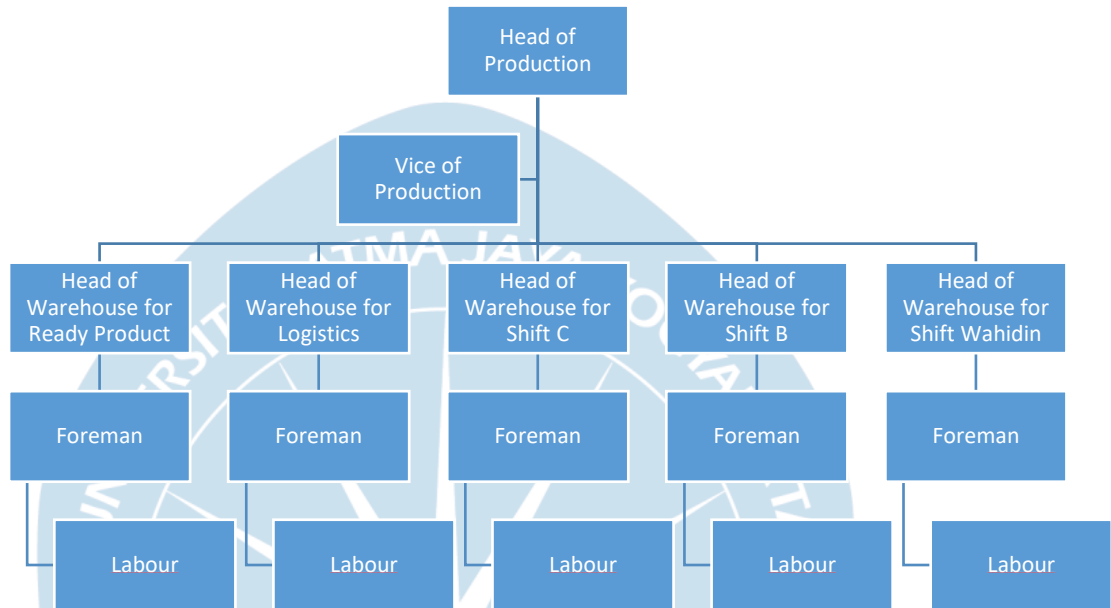 Head of
Production
Vice of
Production
Head of
Warehouse for
Ready Product
Head of
Warehouse for
Logistics
Head of
Warehouse for
Shift C
Head of
Warehouse for
Shift B
Head of
Warehouse for
Shift Wahidin
Foreman
Foreman
Foreman
Foreman
Foreman
Labour
Labour
Labour
Labour
Labour
ATMA JAYA